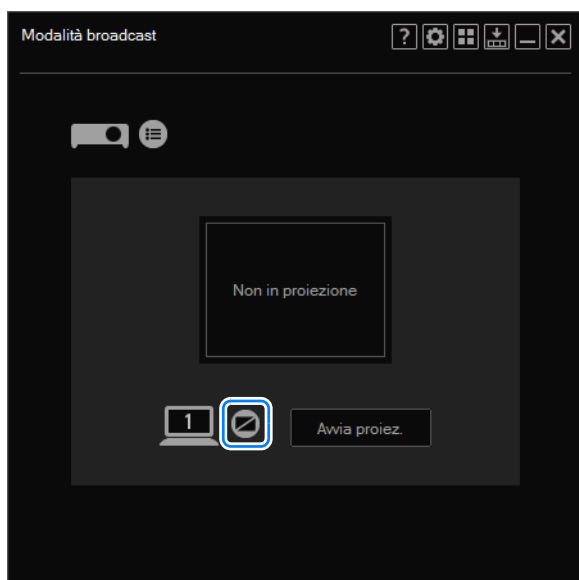 Modalità broadcast
?
Non in proiezione
1
Avvia proiez.